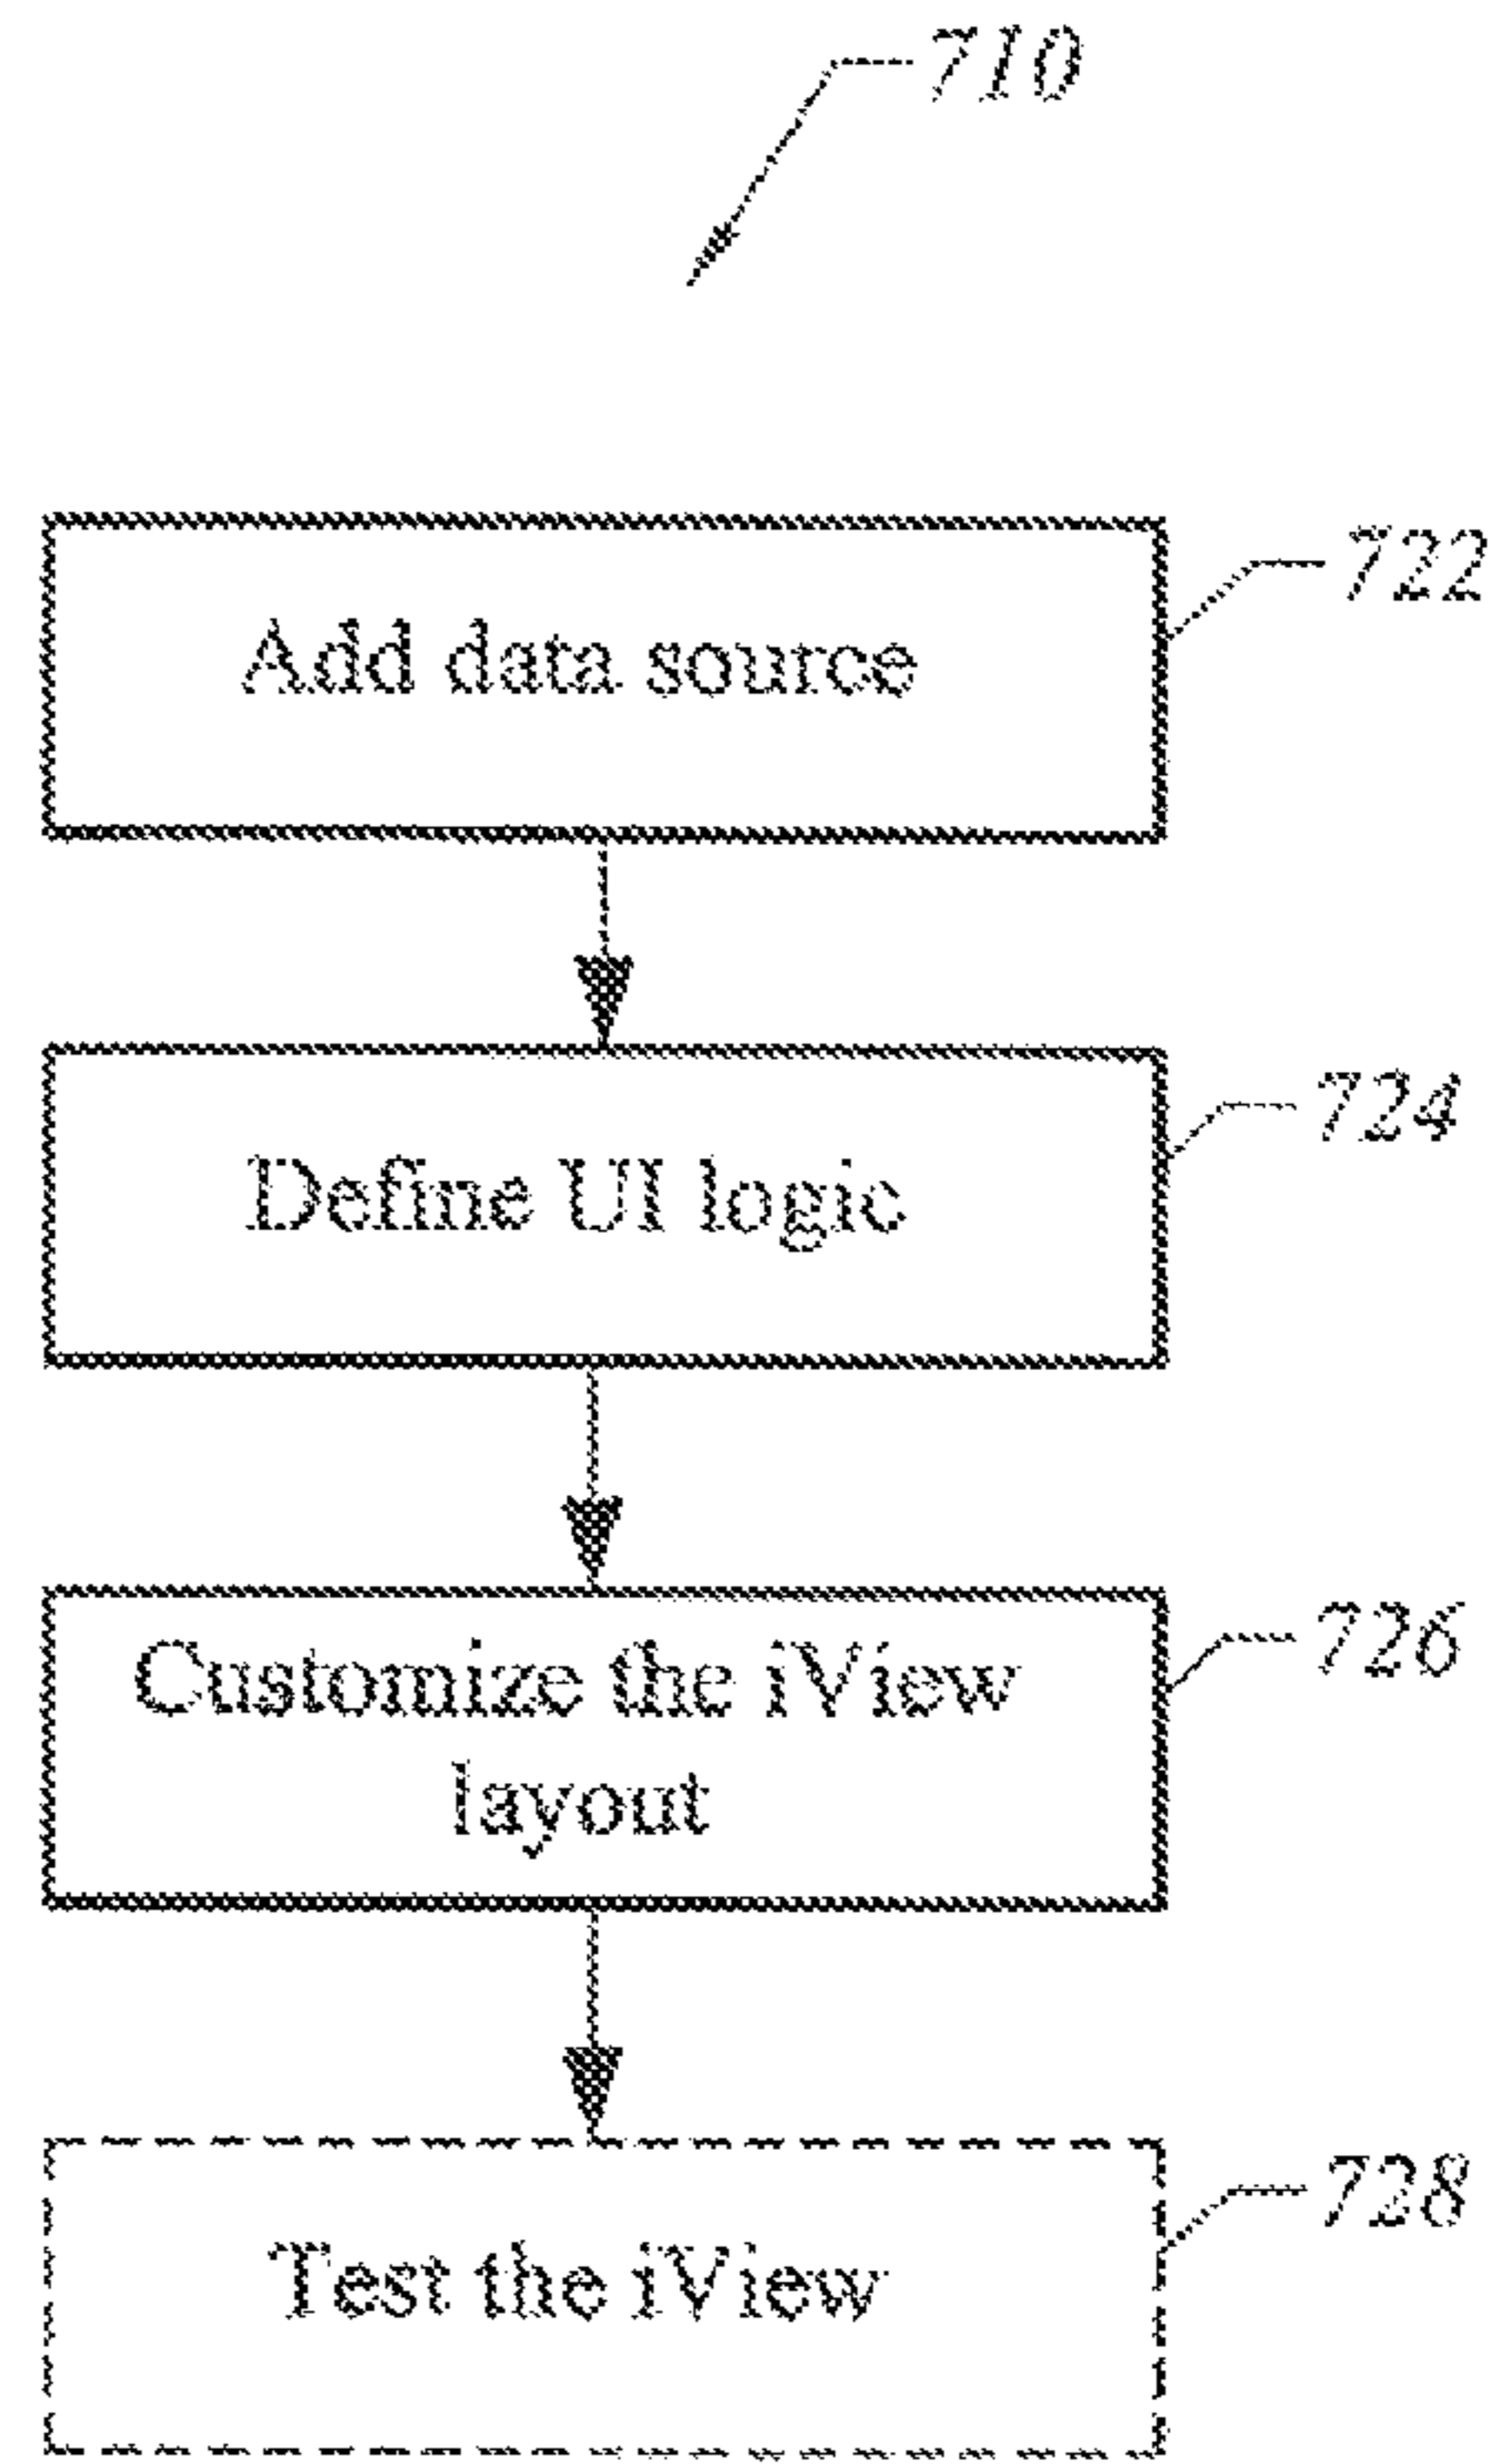 710
722
Add data source
724
Define UI logic
726
Customize the iView
layout
728
Test the iView